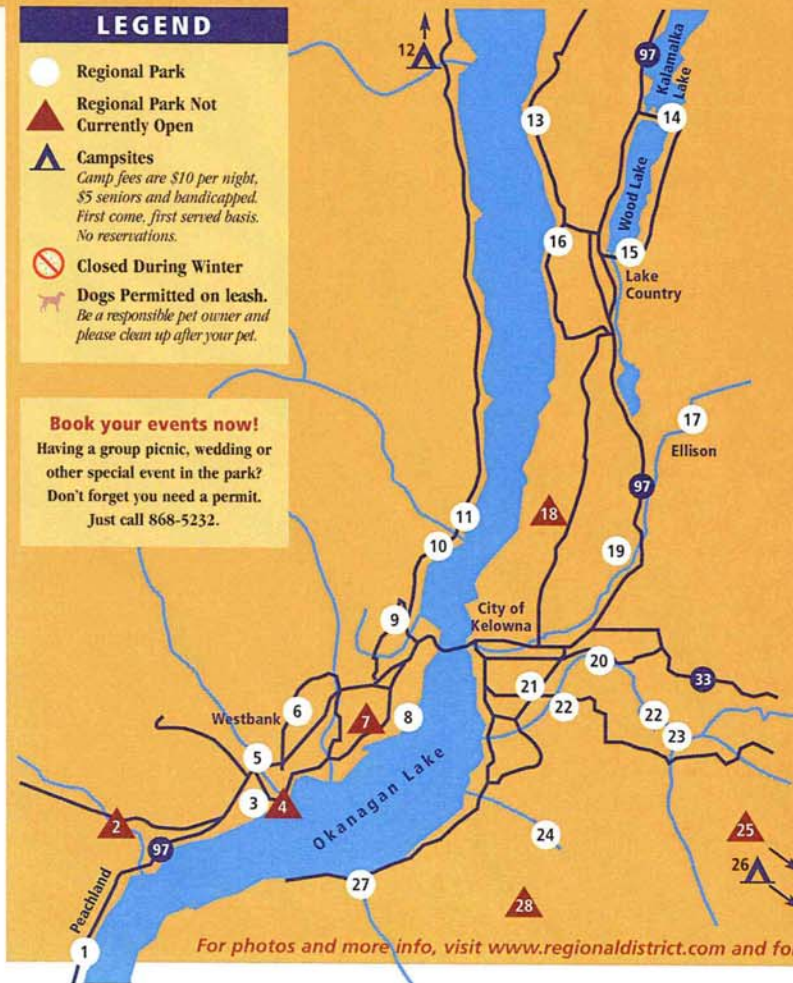 LEGEND
Regional Park
Regional Park Not
Currently Open
Campsites
Camp fees are $10 per night,
$5 seniors and handicapped.
First come, first served basis.
No reservations.
Closed During Winter
Dogs Permitted on leash.
Be a responsible pet owner and
please clean up after your pet.
Book your events now!
Having a group picnic, wedding or
other special event in the park?
Don't forget you need a permit.
Just call 868-5232.
12
97
Kalamalka
Lake
13
14
Wood Lake
16
15
Lake
Country
17
Ellison
97
18
11
10
19
9
City of
Kelowna
20
33
21
22
22
23
6
Westbank
7
8
5
3
4
Okanagan Lake
2
97
24
25
26
27
28
Peachland
1
For photos and more info, visit www.regionaldistrict.com and fo